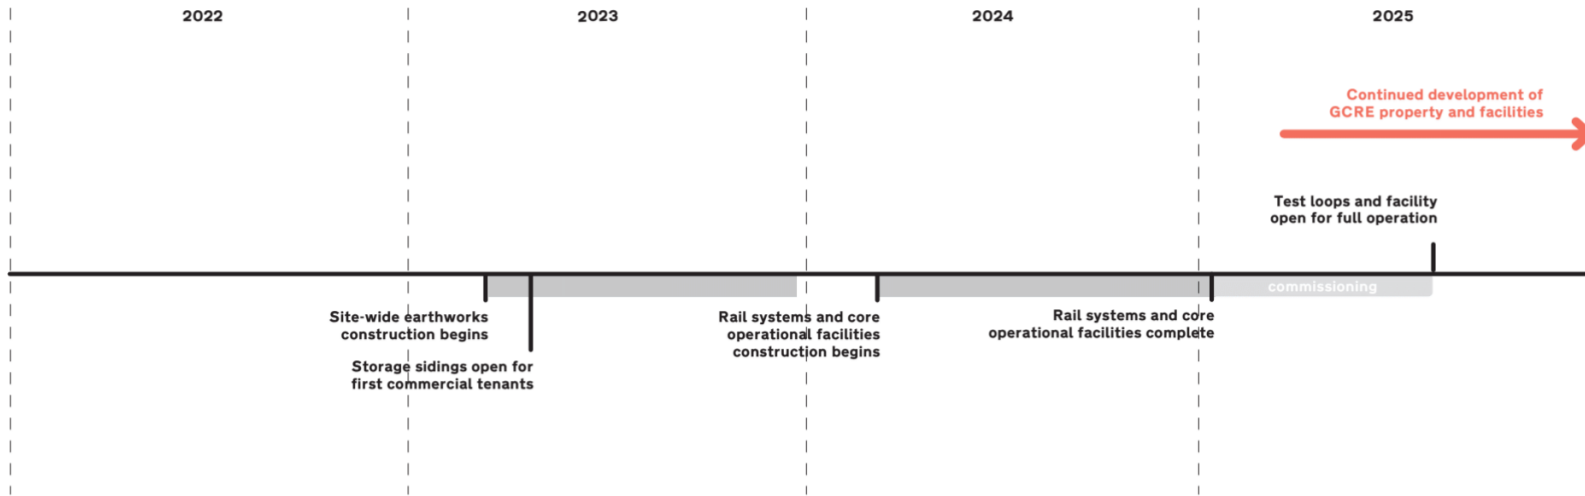 2022
2023
2024
2025
Continued development of
GCRE property and facilities
Test loops and facility
open for full operation
commissioning
Site-wide earthworks
construction begins
Storage sidings open for
first commercial tenants
Rail systems and core
operational facilities
construction begins
Rail systems and core
operational facilities complete